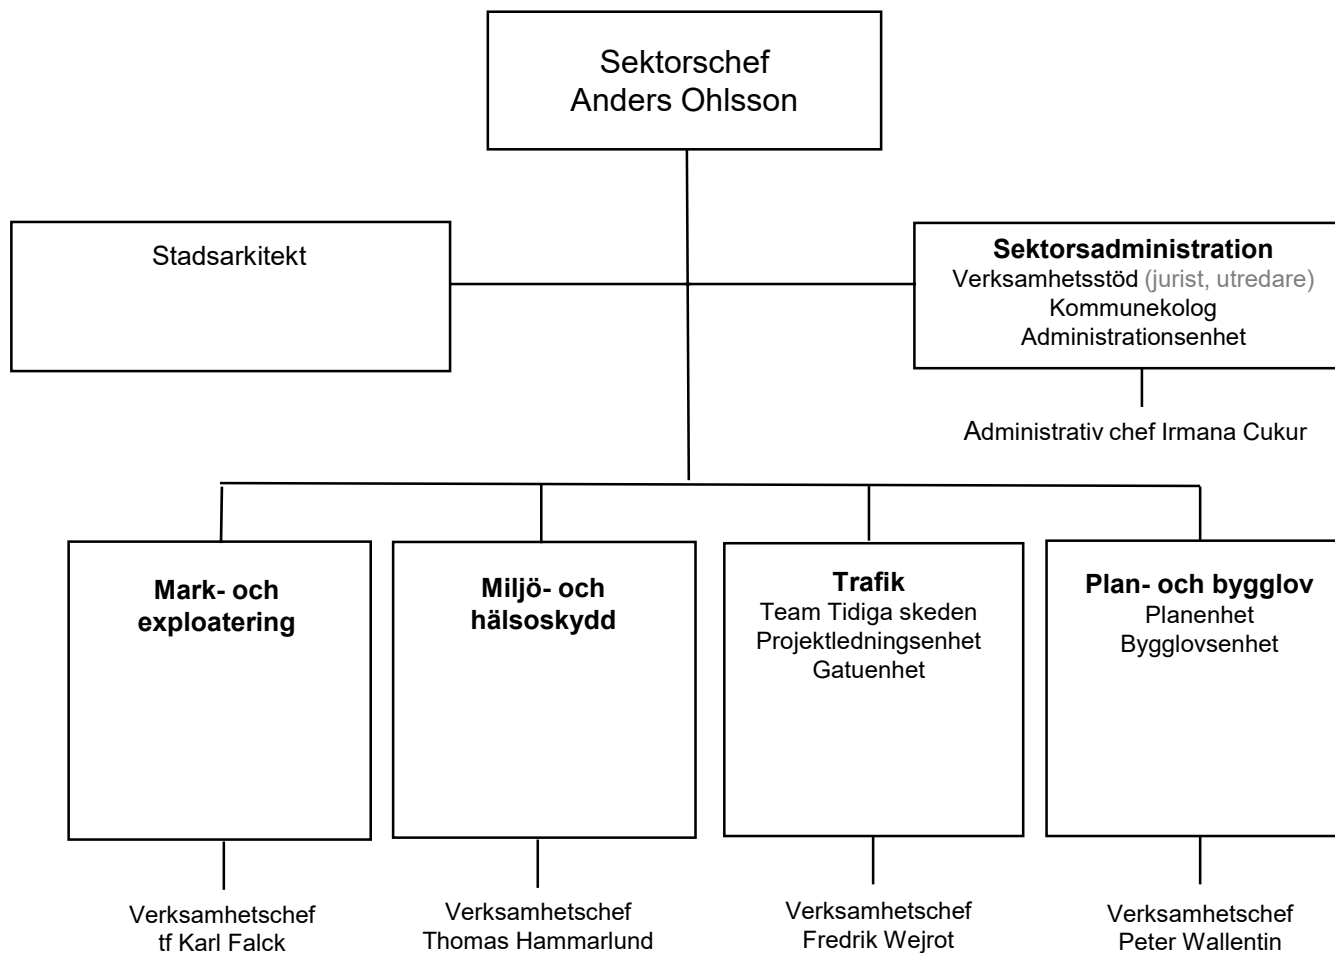 Sektorschef
Anders Ohlsson
Stadsarkitekt
Sektorsadministration
Verksamhetsstöd (jurist, utredare)
Kommunekolog
Administrationsenhet
Administrativ chef Irmana Cukur
Mark- och
exploatering
Miljö- och
hälsoskydd
Trafik
Team Tidiga skeden
Projektledningsenhet
Gatuenhet
Plan- och bygglov
Planenhet
Bygglovsenhet
Verksamhetschef
tf Karl Falck
Verksamhetschef
Thomas Hammarlund
Verksamhetschef
Fredrik Wejrot
Verksamhetschef
Peter Wallentin